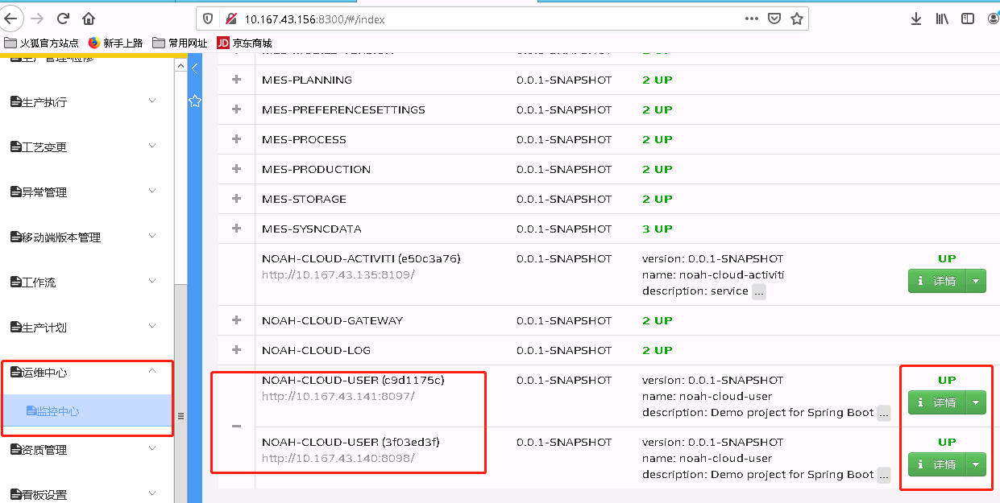 10.167.43.156:8300/#/index
火狐官方站点 新手上路 常用网址 JD 京东商城
生产管理-检修
生产执行
工艺变更
异常管理
移动端版本管理
工作流
生产计划
运维中心
监控中心
资质管理
看板设置
MES-PLANNING 0.0.1-SNAPSHOT 2 UP
MES-PREFERENCESETTINGS 0.0.1-SNAPSHOT 2 UP
MES-PROCESS 0.0.1-SNAPSHOT 2 UP
MES-PRODUCTION 0.0.1-SNAPSHOT 2 UP
MES-STORAGE 0.0.1-SNAPSHOT 2 UP
MES-SYSNCDATA 0.0.1-SNAPSHOT 3 UP
NOAH-CLOUD-ACTIVITI (e50c3a76) 0.0.1-SNAPSHOT version: 0.0.1-SNAPSHOT UP
http://10.167.43.135:8109/ name: noah-cloud-activiti 详情
description: service ...
NOAH-CLOUD-GATEWAY 0.0.1-SNAPSHOT 2 UP
NOAH-CLOUD-LOG 0.0.1-SNAPSHOT 2 UP
NOAH-CLOUD-USER (c9d1175c) 0.0.1-SNAPSHOT version: 0.0.1-SNAPSHOT UP
http://10.167.43.141:8097/ name: noah-cloud-user 详情
description: Demo project for Spring Boot ...
NOAH-CLOUD-USER (3f03ed3f) 0.0.1-SNAPSHOT version: 0.0.1-SNAPSHOT UP
http://10.167.43.140:8098/ name: noah-cloud-user 详情
description: Demo project for Spring Boot ...